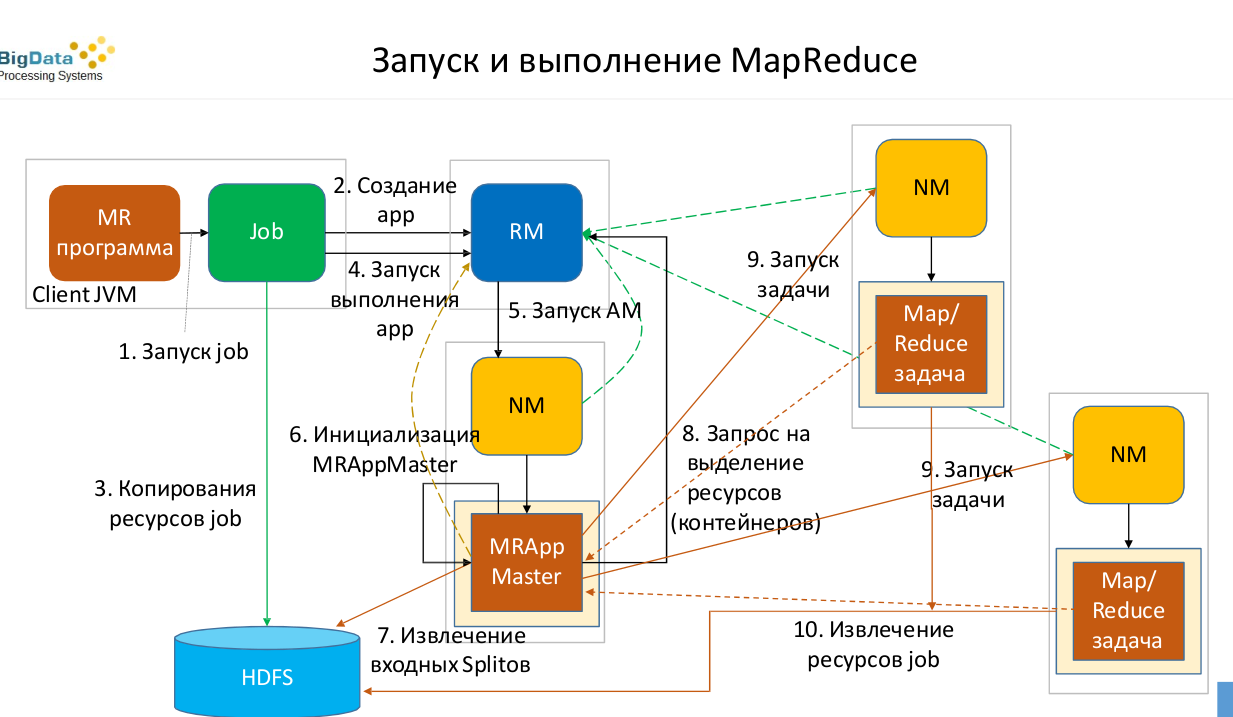 BigData
Processing Systems
Запуск и выполнение MapReduce
MR
программа
Job
Client JVM
1. Запуск job
2. Создание
app
RM
4. Запуск
выполнения
app
5. Запуск AM
NM
6. Инициализация
MRAppMaster
3. Копирования
ресурсов job
MRApp
Master
HDFS
7. Извлечение
входных Splitов
8. Запрос на
выделение
ресурсов
(контейнеров)
9. Запуск
задачи
NM
Map/
Reduce
задача
9. Запуск
задачи
NM
Map/
Reduce
задача
10. Извлечение
ресурсов job